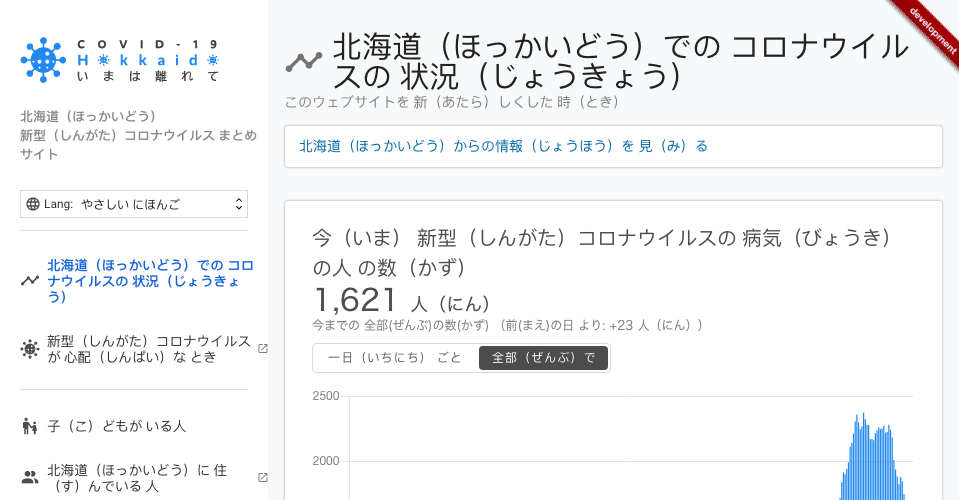 COVID-19
Hokkaido
いまは離れて
北海道（ほっかいどう）
新型（しんがた）コロナウイルス まとめ
サイト
Lang: やさしい にほんご
北海道（ほっかいどう）での コロ
ナウイルスの 状況（じょうきょ
う）
新型（しんがた）コロナウイルス
が 心配（しんぱい）な とき
子（こ）どもが いる人
北海道（ほっかいどう）に 住
（す）んでいる 人
development
北海道（ほっかいどう）での コロナウイル
スの 状況（じょうきょう）
このウェブサイトを 新（あたら）しくした 時（とき）
北海道（ほっかいどう）からの情報（じょうほう）を 見（み）る
今（いま） 新型（しんがた）コロナウイルスの 病気（びょうき）
の人 の数（かず）
1,621 人（にん）
今までの 全部(ぜんぶ)の数(かず) （前(まえ)の日 より: +23 人（にん））
一日（いちにち） ごと 全部（ぜんぶ）で
2500
2000